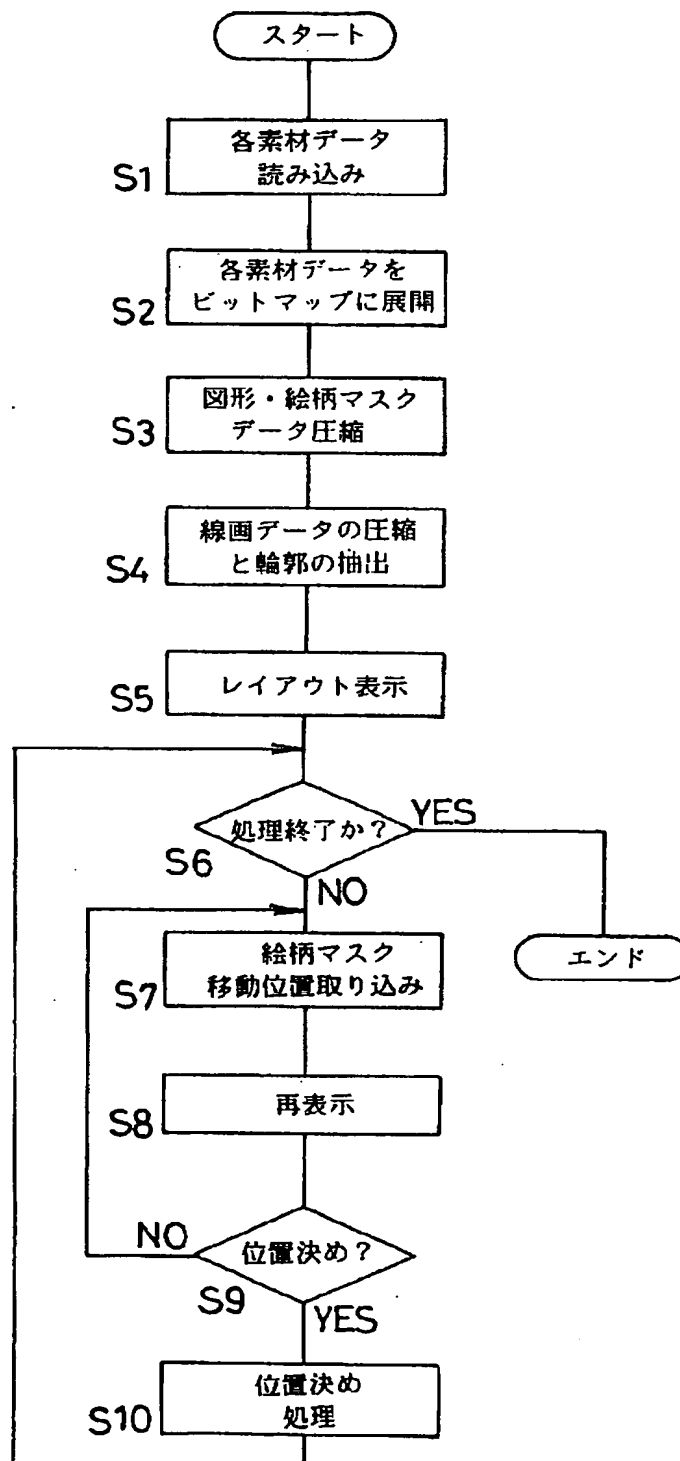 スタート
各素材データ
読み込み
S1
各素材データを
ビットマップに展開
S2
図形・絵柄マスク
データ圧縮
S3
線画データの圧縮
と輪郭の抽出
S4
レイアウト表示
S5
処理終了か?
YES
S6
NO
絵柄マスク
移動位置取り込み
S7
エンド
再表示
S8
NO
位置決め?
S9
YES
位置決め
処理
S10